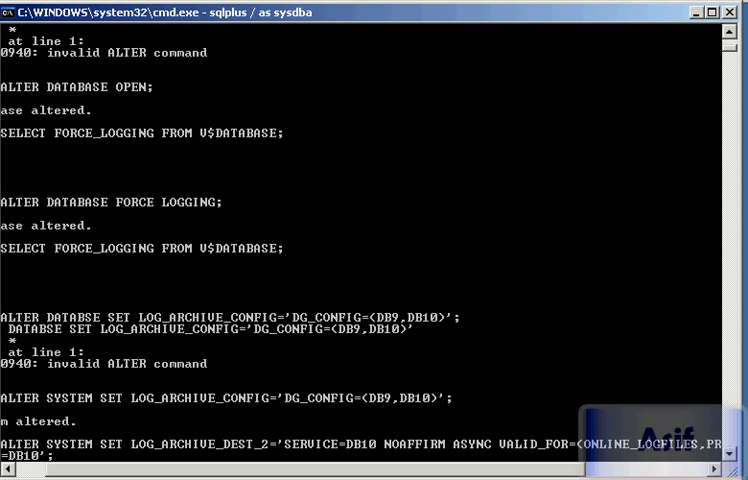 C:\WINDOWS\system32\cmd.exe - sqlplus / as sysdba
*
at line 1:
0940: invalid ALTER command
ALTER DATABASE OPEN;
ase altered.
SELECT FORCE_LOGGING FROM V$DATABASE;
ALTER DATABASE FORCE LOGGING;
ase altered.
SELECT FORCE_LOGGING FROM V$DATABASE;
ALTER DATABSE SET LOG_ARCHIVE_CONFIG='DG_CONFIG=(DB9,DB10)';
DATABSE SET LOG_ARCHIVE_CONFIG='DG_CONFIG=(DB9,DB10)'
*
at line 1:
0940: invalid ALTER command
ALTER SYSTEM SET LOG_ARCHIVE_CONFIG='DG_CONFIG=(DB9,DB10)';
m altered.
ALTER SYSTEM SET LOG_ARCHIVE_DEST_2='SERVICE=DB10 NOAFFIRM ASYNC VALID_FOR=(ONLINE_LOGFILES,PR
=DB10';
Asif